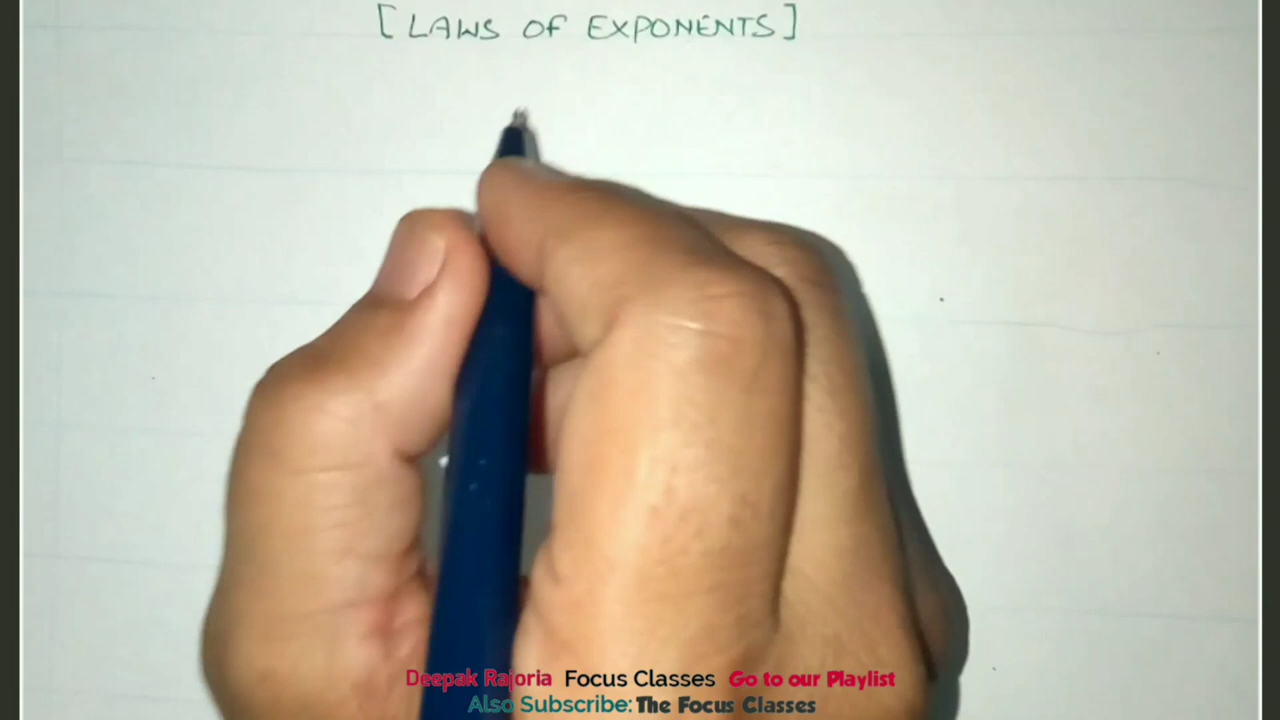 [LAWS OF EXPONENTS]
Deepak Rajoria Focus Classes Go to our Playlist
Also Subscribe: The Focus Classes